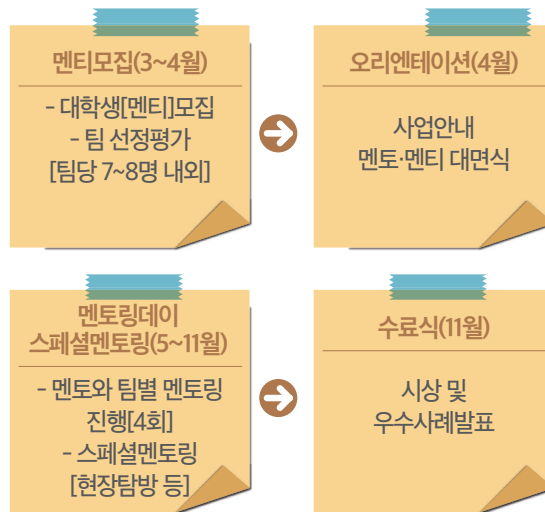 멘티모집(3~4월)
- 대학생[멘티]모집
- 팀 선정평가
[팀당 7~8명 내외]
오리엔테이션(4월)
사업안내
멘토·멘티 대면식
멘토링데이
스페셜멘토링(5~11월)
- 멘토와 팀별 멘토링
진행[4회]
- 스페셜멘토링
[현장탐방 등]
수료식(11월)
시상 및
우수사례발표